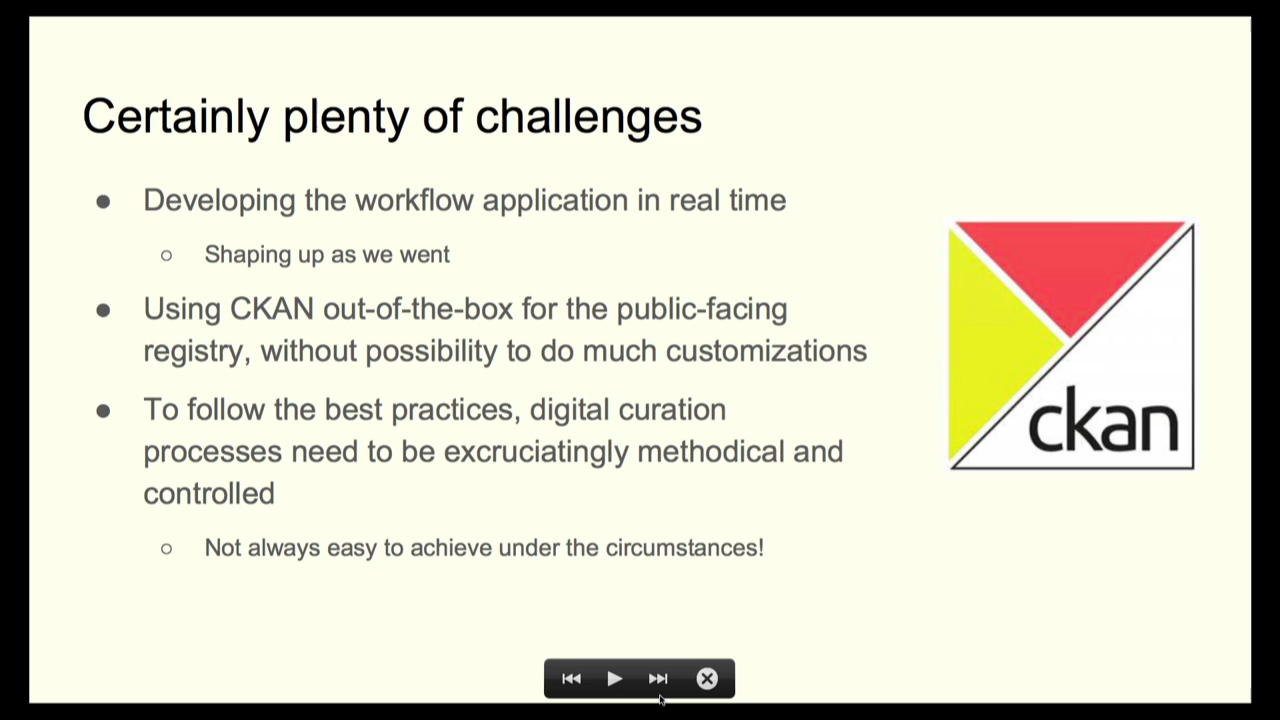 Certainly plenty of challenges
● Developing the workflow application in real time
○ Shaping up as we went
● Using CKAN out-of-the-box for the public-facing
registry, without possibility to do much customizations
● To follow the best practices, digital curation
processes need to be excruciatingly methodical and
controlled
○ Not always easy to achieve under the circumstances!
ckan